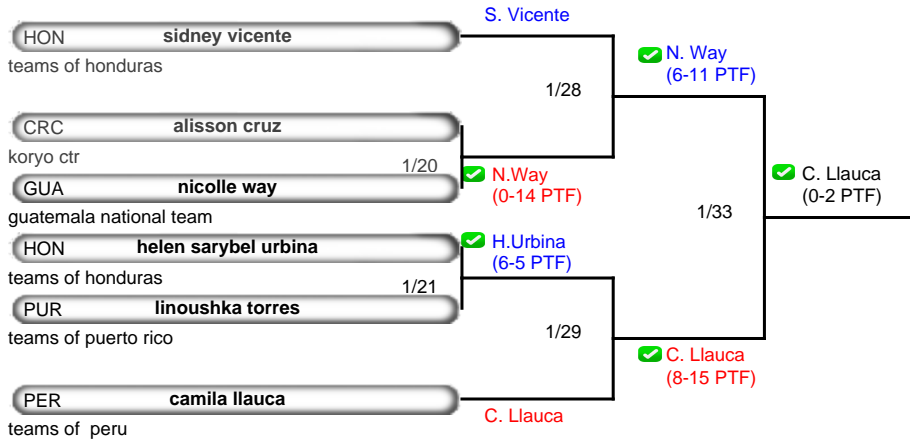 S. Vicente
HON sidney vicente
teams of honduras
N. Way
(6-11 PTF)
1/28
CRC alisson cruz
koryo ctr
1/20
N.Way
(0-14 PTF)
GUA nicolle way
guatemala national team
C. Llauca
(0-2 PTF)
1/33
HON helen sarybel urbina
teams of honduras
H.Urbina
(6-5 PTF)
1/21
PUR linoushka torres
teams of puerto rico
1/29
C. Llauca
(8-15 PTF)
PER camila llauca
teams of  peru
C. Llauca